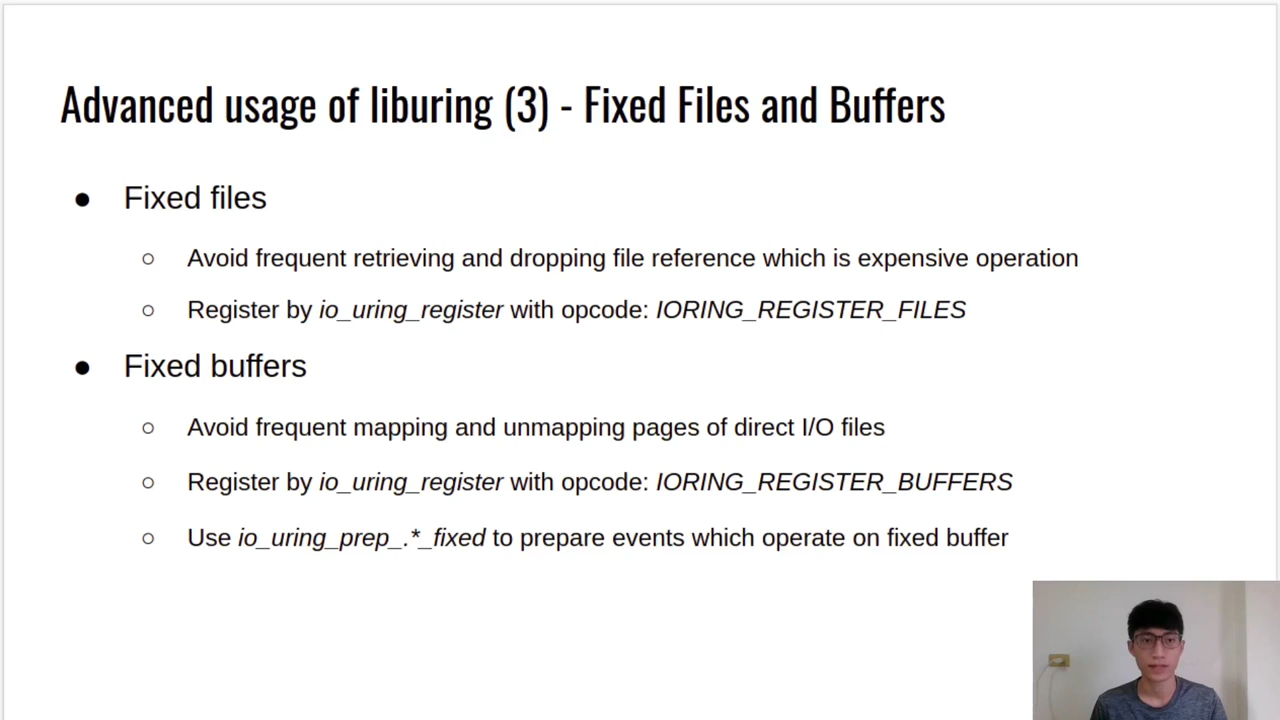 Advanced usage of liburing (3) - Fixed Files and Buffers
● Fixed files
○ Avoid frequent retrieving and dropping file reference which is expensive operation
○ Register by io_uring_register with opcode: IORING_REGISTER_FILES
● Fixed buffers
○ Avoid frequent mapping and unmapping pages of direct I/O files
○ Register by io_uring_register with opcode: IORING_REGISTER_BUFFERS
○ Use io_uring_prep_.*_fixed to prepare events which operate on fixed buffer